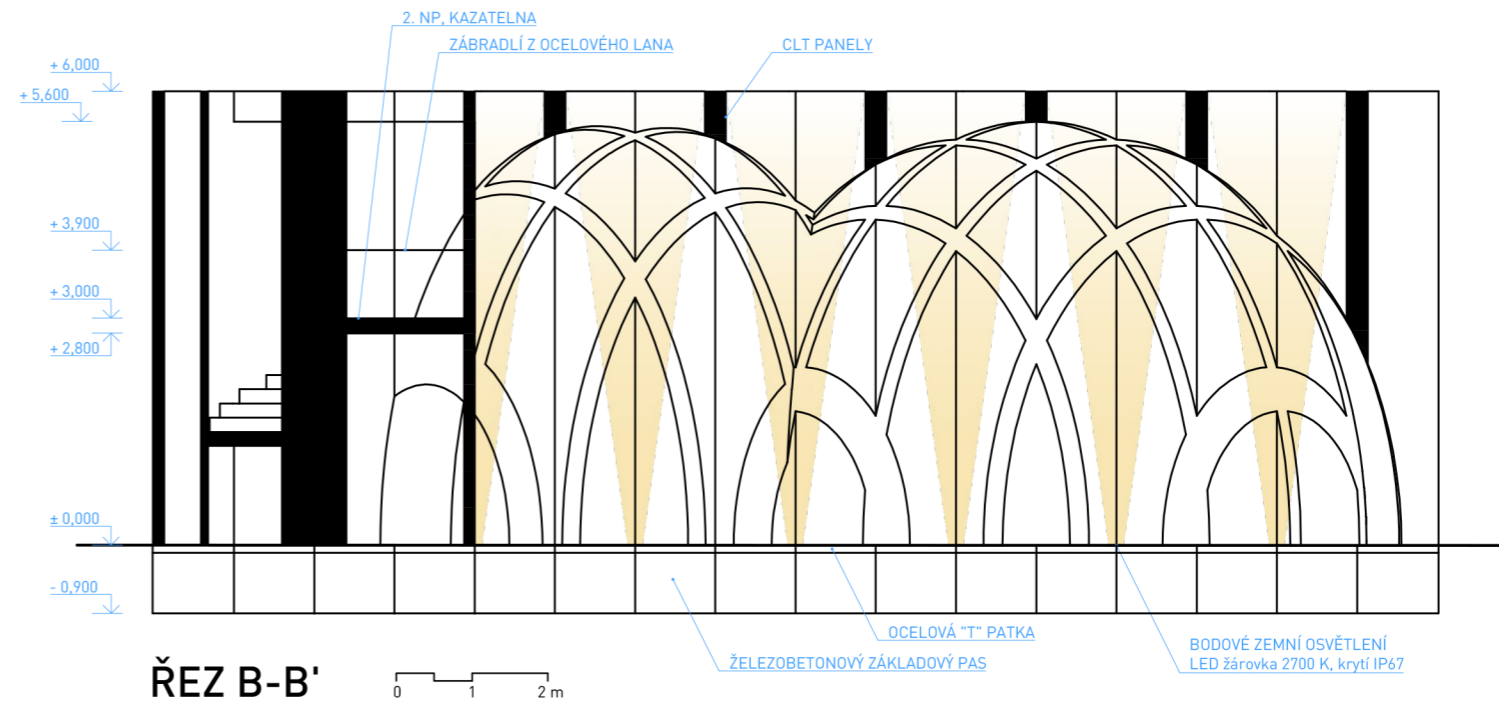 2. NP, KAZATELNA
ZÁBRADLÍ Z OCELOVÉHO LANA
CLT PANELY
+ 6,000
+ 5,600
+ 3,900
+ 3,000
+ 2,800
± 0,000
- 0,900
OCELOVÁ "T" PATKA
ŽELEZOBETONOVÝ ZÁKLADOVÝ PAS
BODOVÉ ZEMNÍ OSVĚTLENÍ
LED žárovka 2700 K, krytí IP67
ŘEZ B-B'
0 1 2 m